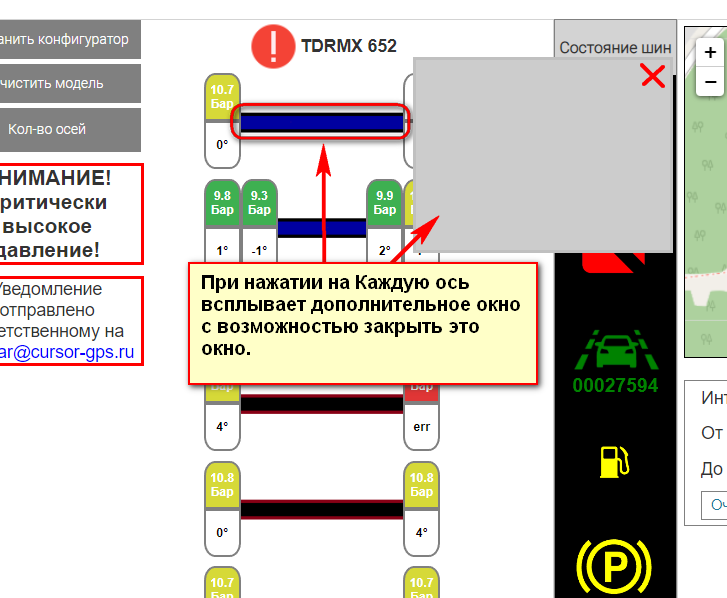 анить конфигуратор
чистить модель
Кол-во осей
НИМАНИЕ!
ритически
высокое
давление!
Уведомление
отправлено
етственному на
ar@cursor-gps.ru
TDRMX 652
10.7
Бар
0°
9.8
Бар
9.3
Бар
9.9
Бар
1°
-1°
2°
При нажатии на Каждую ось
всплывает дополнительное окно
с возможностью закрыть это
окно.
Бар
Бар
4°
err
10.8
Бар
10.8
Бар
0°
4°
10.7
Бар
10.7
Бар
Состояние шин
00027594
P
+
−
Инт
От
До
Оч